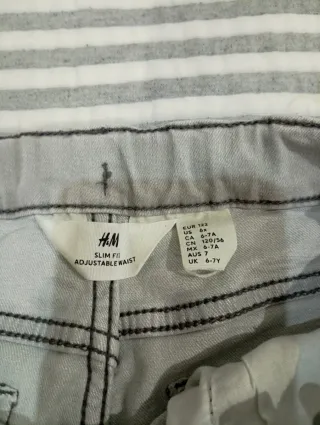 H&M
SLIM FIT
ADJUSTABLE WAIST
EUR 122
US 6x
CA 6-7A
CN 120/56
MX 6-7A
AUS 7
UK 6-7Y